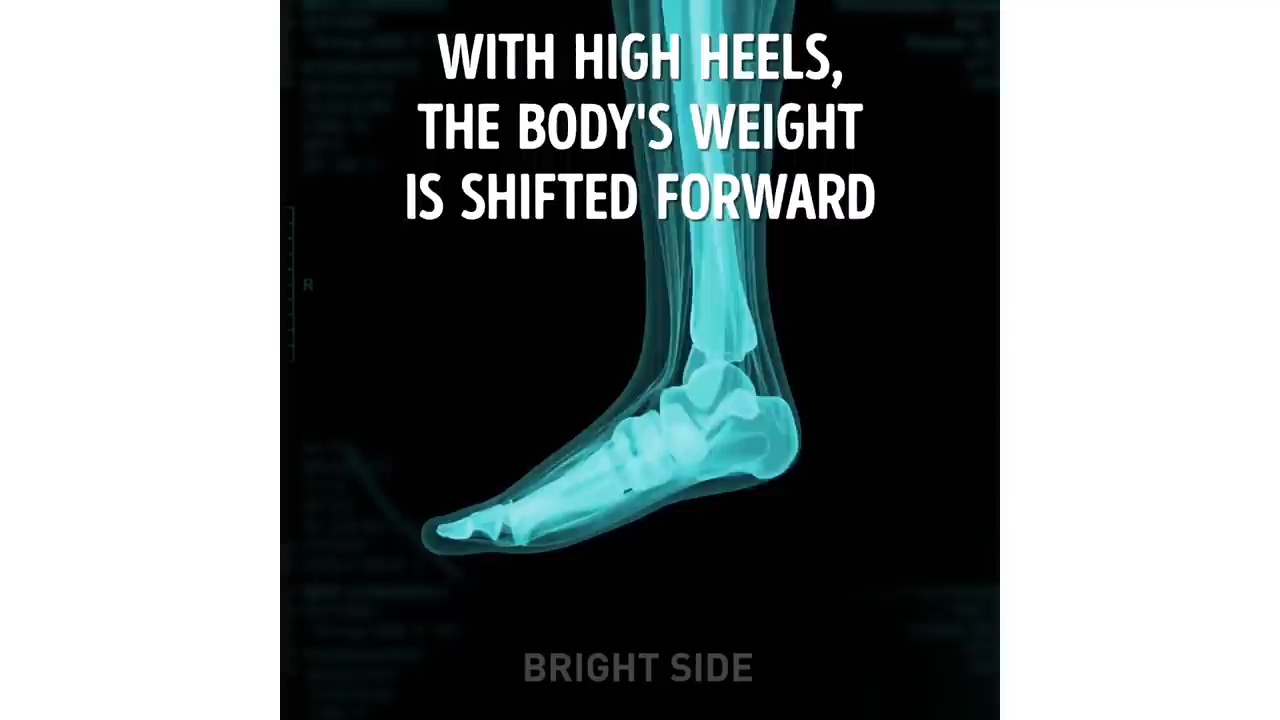 WITH HIGH HEELS,
THE BODY'S WEIGHT
IS SHIFTED FORWARD
R
BRIGHT SIDE